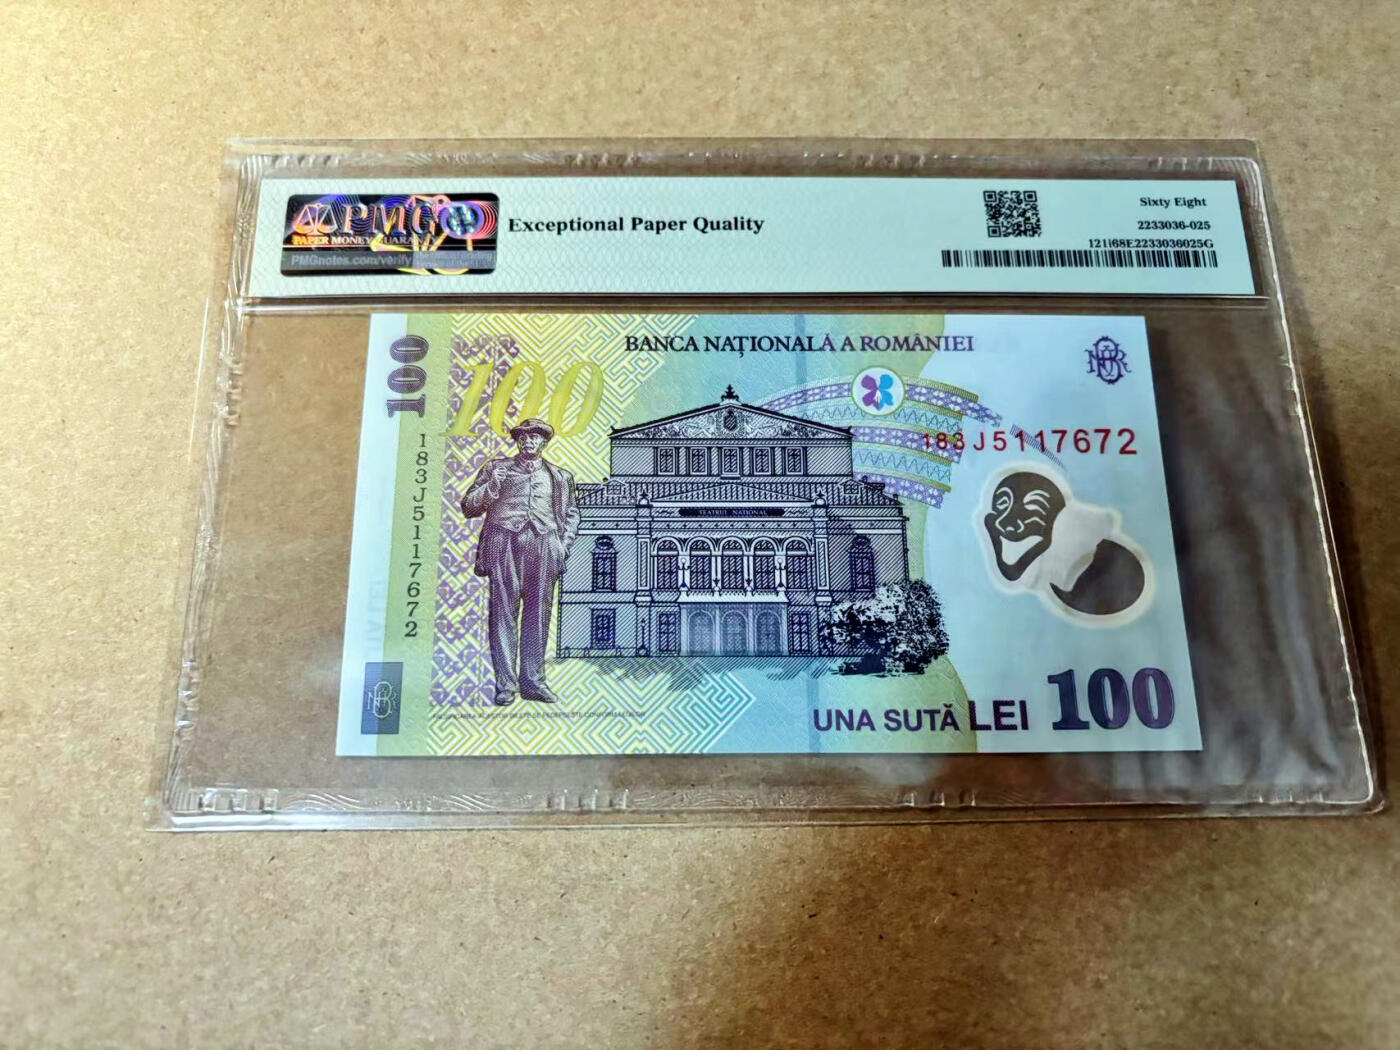 PMG
PAPER MONEY GUARANTY
PMGnotes.com/verify
Exceptional Paper Quality
Sixty Eight
2233036-025
121i68E2233036025G
100
BANCA NAȚIONALĂ A ROMÂNIEI
100
183J5117672
183J5117672
TEATRUL NAȚIONAL
UNA SUTĂ LEI 100